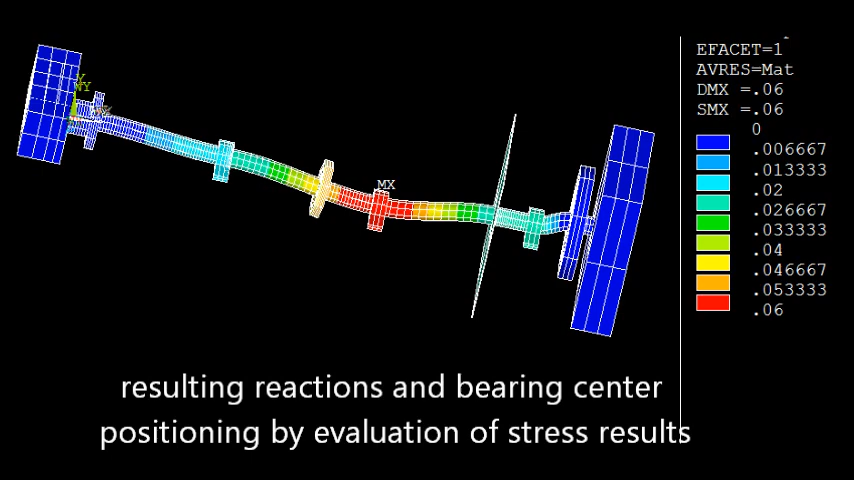 EFACET=1
AVRES=Mat
DMX =.06
SMX =.06
0
.006667
.013333
.02
.026667
.033333
.04
.046667
.053333
.06
Y
WY
MX
resulting reactions and bearing center
positioning by evaluation of stress results